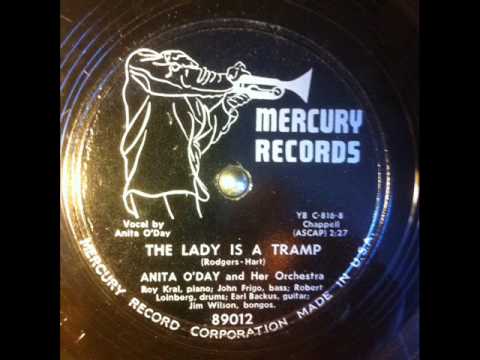 MERCURY
RECORDS
Vocal by
Anita O'Day
YB C-816-8
Chappell
(ASCAP) 2:27
THE LADY IS A TRAMP
(Rodgers-Hart)
ANITA O'DAY and Her Orchestra
Roy Kral, piano; John Frigo, bass; Robert
Loinberg, drums; Earl Backus, guitar;
Jim Wilson, bongos.
89012
MERCURY RECORD CORPORATION MADE IN U.S.A.